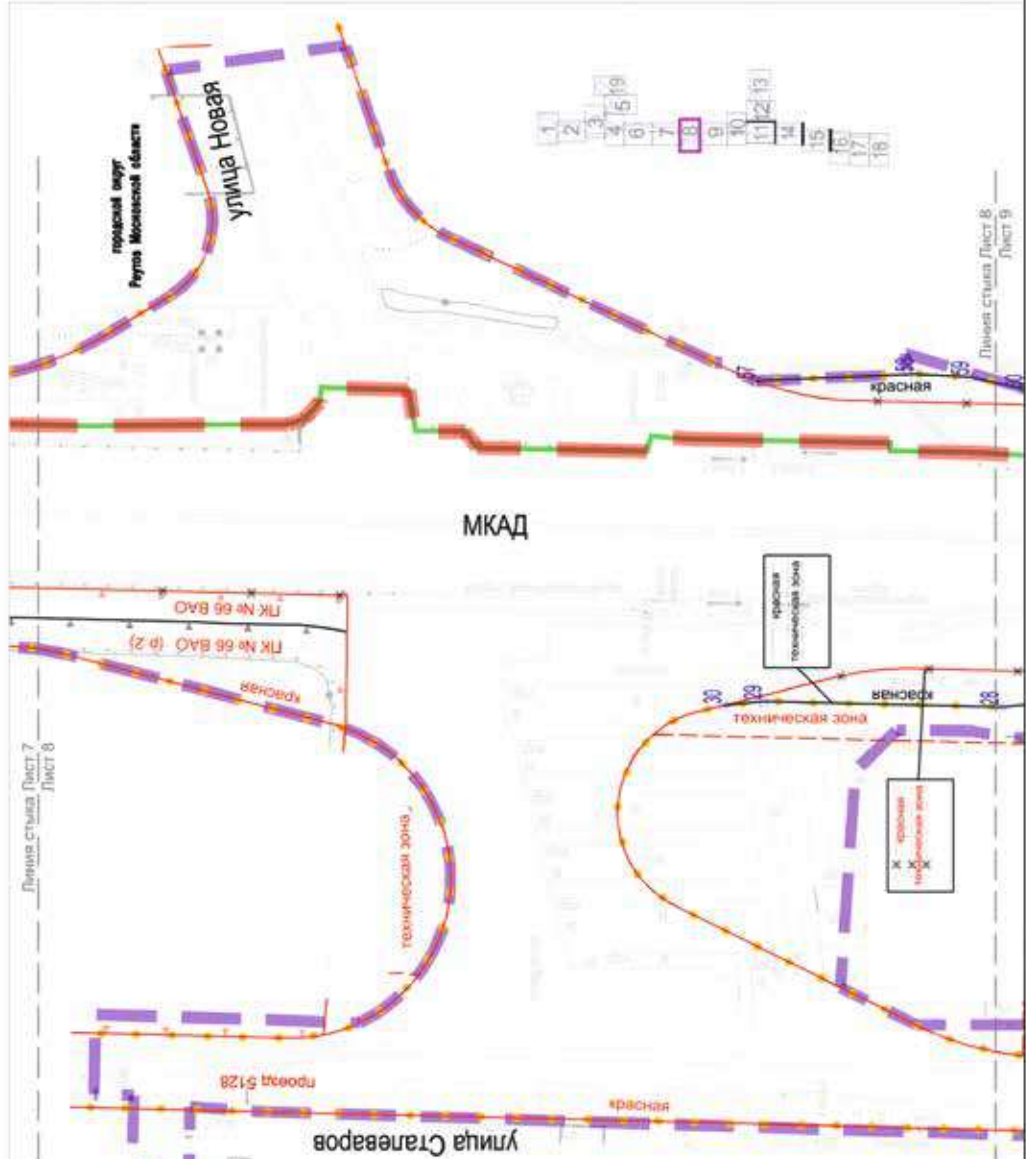 городской округ
Реутов Московской области
улица Новая
1
2
3
4 5 19
6
7
8
9
10
11 12 13
14
15
16
17
18
Линия стыка Лист 7
Лист 8
Линия стыка Лист 8
Лист 9
57
58
59
60
красная
МКАД
ПК № 66 ВАО
ПК № 66 ВАО (р 2)
красная
красная
техническая зона
30
29
28
техническая зона
красная
техническая зона
красная
техническая зона
проезд 5128
красная
улица Сталеваров